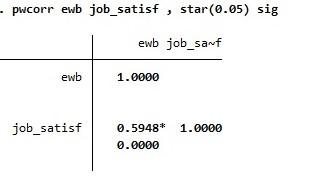 . pwcorr ewb job_satisf , star(0.05) sig
ewb job_sa~f
ewb 1.0000
job_satisf 0.5948* 1.0000
0.0000